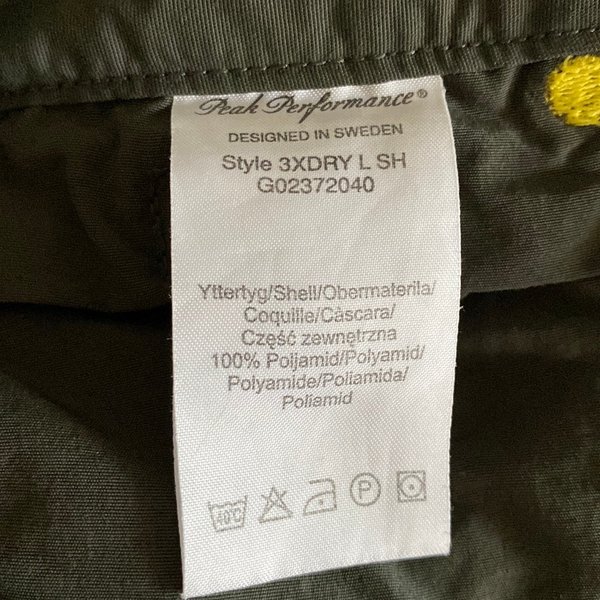 Peak Performance®
DESIGNED IN SWEDEN
Style 3XDRY L SH
G02372040
Yttertyg/Shell/Obermaterila/
Coquille/Càscara/
Część zewnętrzna
100% Poljamid/Polyamid/
Polyamide/Poliamida/
Poliamid
40°C
P